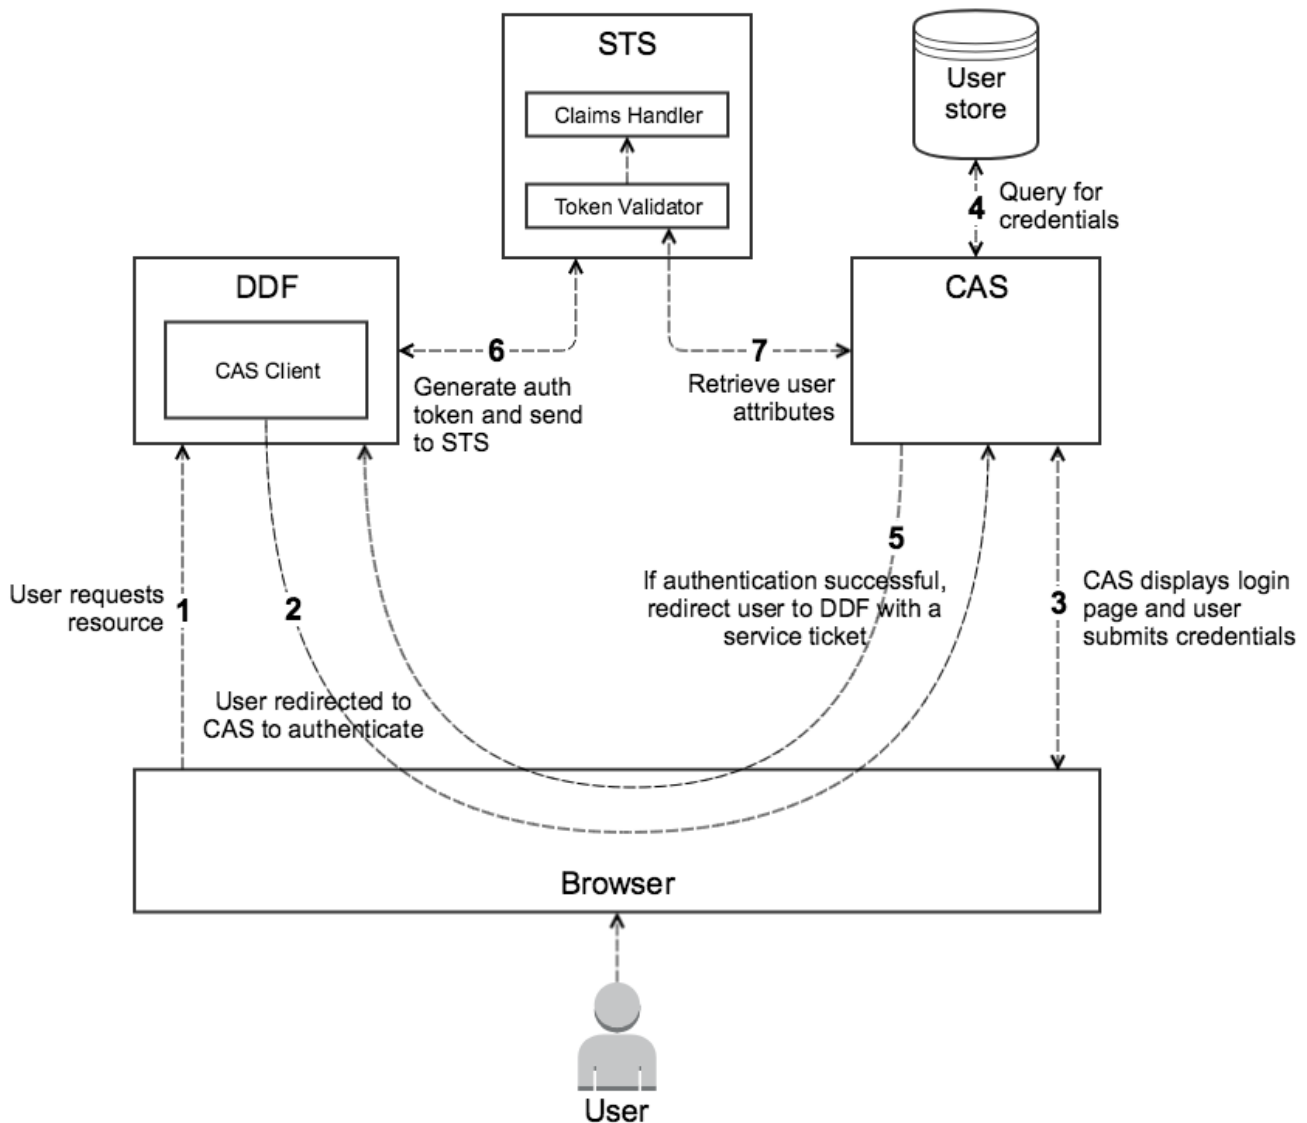 STS
Claims Handler
Token Validator
User
store
4
Query for
credentials
DDF
CAS Client
CAS
6
Generate auth
token and send
to STS
7
Retrieve user
attributes
User requests
resource
1
2
User redirected to
CAS to authenticate
5
If authentication successful,
redirect user to DDF with a
service ticket
3
CAS displays login
page and user
submits credentials
Browser
User